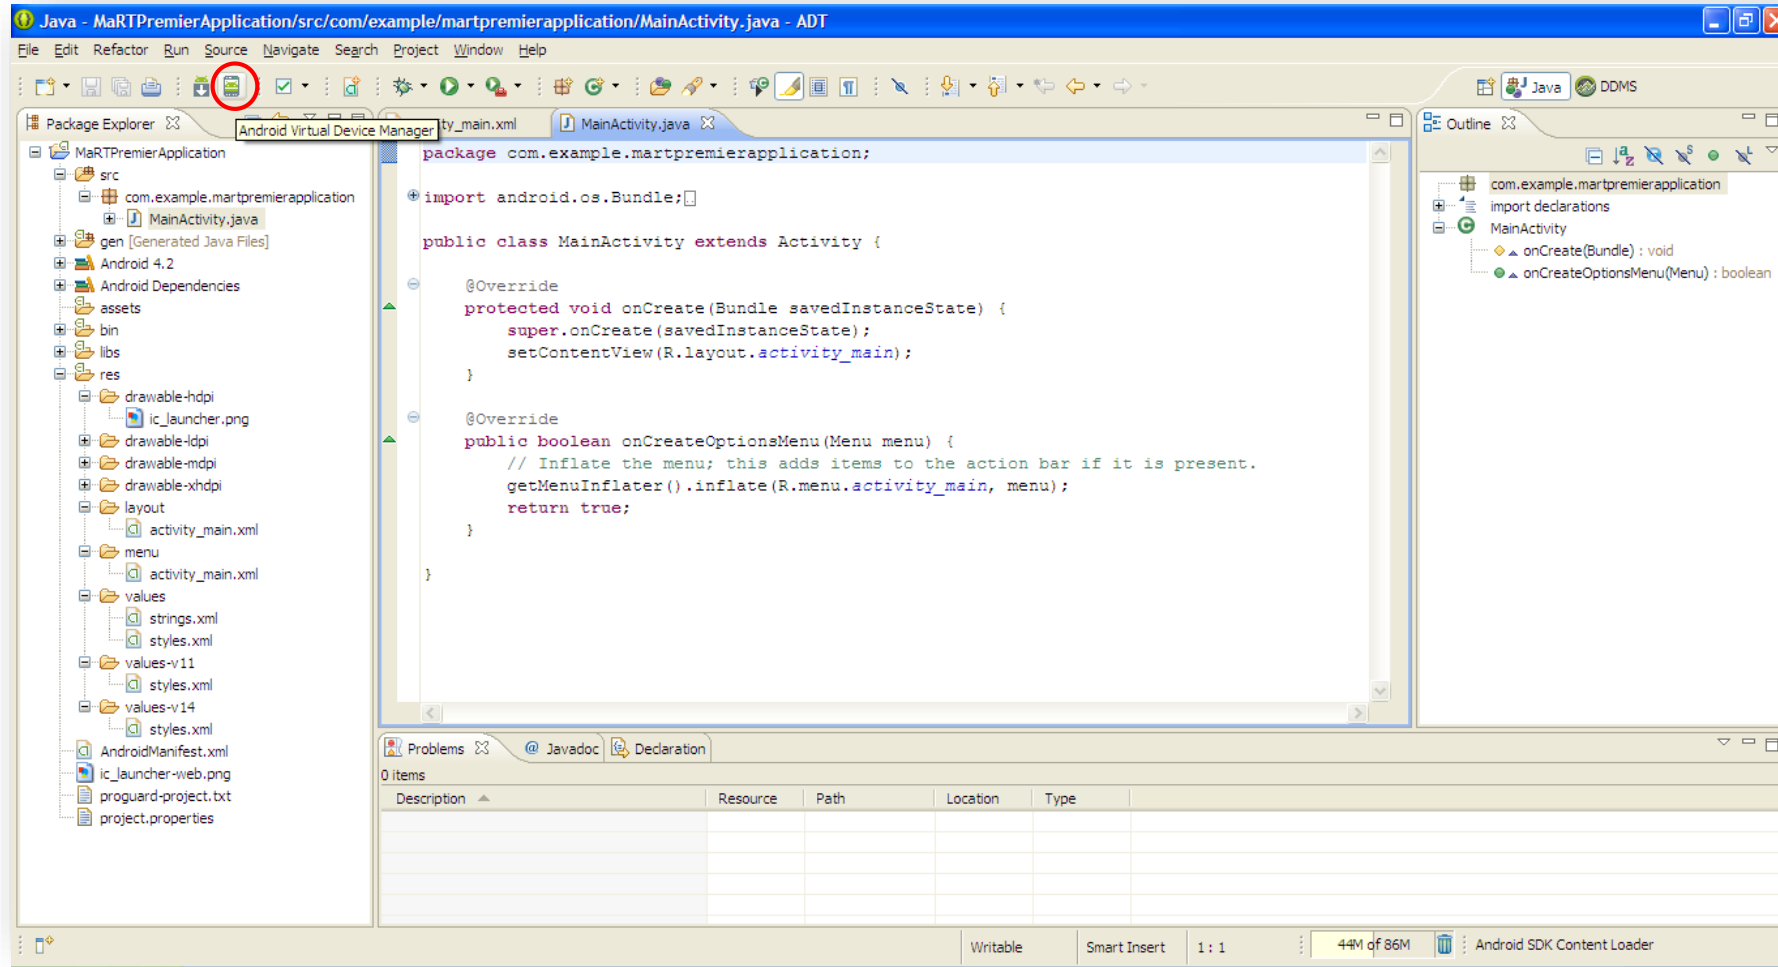 Java - MaRTPremierApplication/src/com/example/martpremierapplication/MainActivity.java - ADT
File Edit Refactor Run Source Navigate Search Project Window Help
Java DDMS
Package Explorer
Android Virtual Device Manager
ty_main.xml
MainActivity.java
Outline
MaRTPremierApplication
src
com.example.martpremierapplication
MainActivity.java
gen [Generated Java Files]
Android 4.2
Android Dependencies
assets
bin
libs
res
drawable-hdpi
ic_launcher.png
drawable-ldpi
drawable-mdpi
drawable-xhdpi
layout
activity_main.xml
menu
activity_main.xml
values
strings.xml
styles.xml
values-v11
styles.xml
values-v14
styles.xml
AndroidManifest.xml
ic_launcher-web.png
proguard-project.txt
project.properties
package com.example.martpremierapplication;
import android.os.Bundle;
public class MainActivity extends Activity {
@Override
protected void onCreate(Bundle savedInstanceState) {
super.onCreate(savedInstanceState);
setContentView(R.layout.activity_main);
}
@Override
public boolean onCreateOptionsMenu(Menu menu) {
// Inflate the menu; this adds items to the action bar if it is present.
getMenuInflater().inflate(R.menu.activity_main, menu);
return true;
}
}
com.example.martpremierapplication
import declarations
MainActivity
onCreate(Bundle) : void
onCreateOptionsMenu(Menu) : boolean
Problems @ Javadoc Declaration
0 items
Description Resource Path Location Type
Writable Smart Insert 1 : 1 44M of 86M Android SDK Content Loader